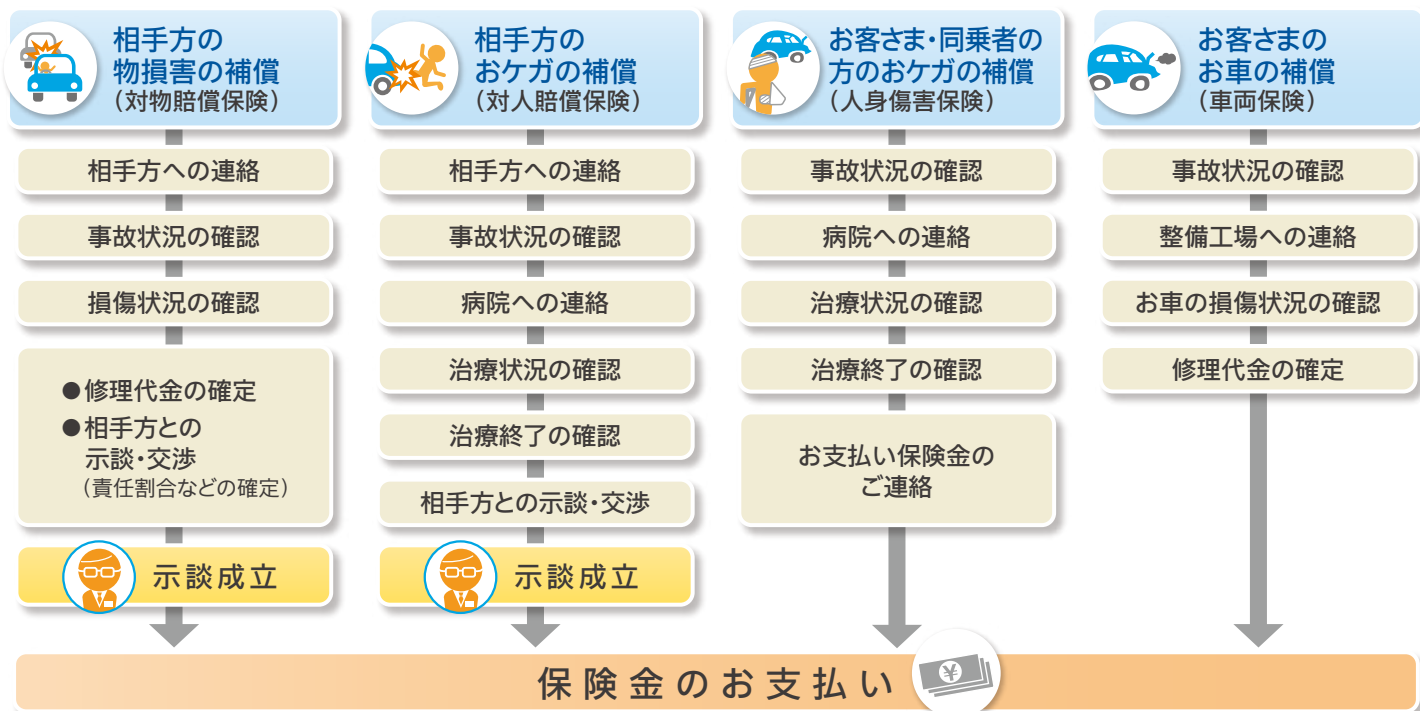 相手方の
物損害の補償
(対物賠償保険)
相手方への連絡
事故状況の確認
損傷状況の確認
●修理代金の確定
●相手方との
示談・交渉
(責任割合などの確定)
示談成立
相手方の
おケガの補償
(対人賠償保険)
相手方への連絡
事故状況の確認
病院への連絡
治療状況の確認
治療終了の確認
相手方との示談・交渉
示談成立
お客さま・同乗者の
方のおケガの補償
(人身傷害保険)
事故状況の確認
病院への連絡
治療状況の確認
治療終了の確認
お支払い保険金の
ご連絡
お客さまの
お車の補償
(車両保険)
事故状況の確認
整備工場への連絡
お車の損傷状況の確認
修理代金の確定
保険金のお支払い
¥